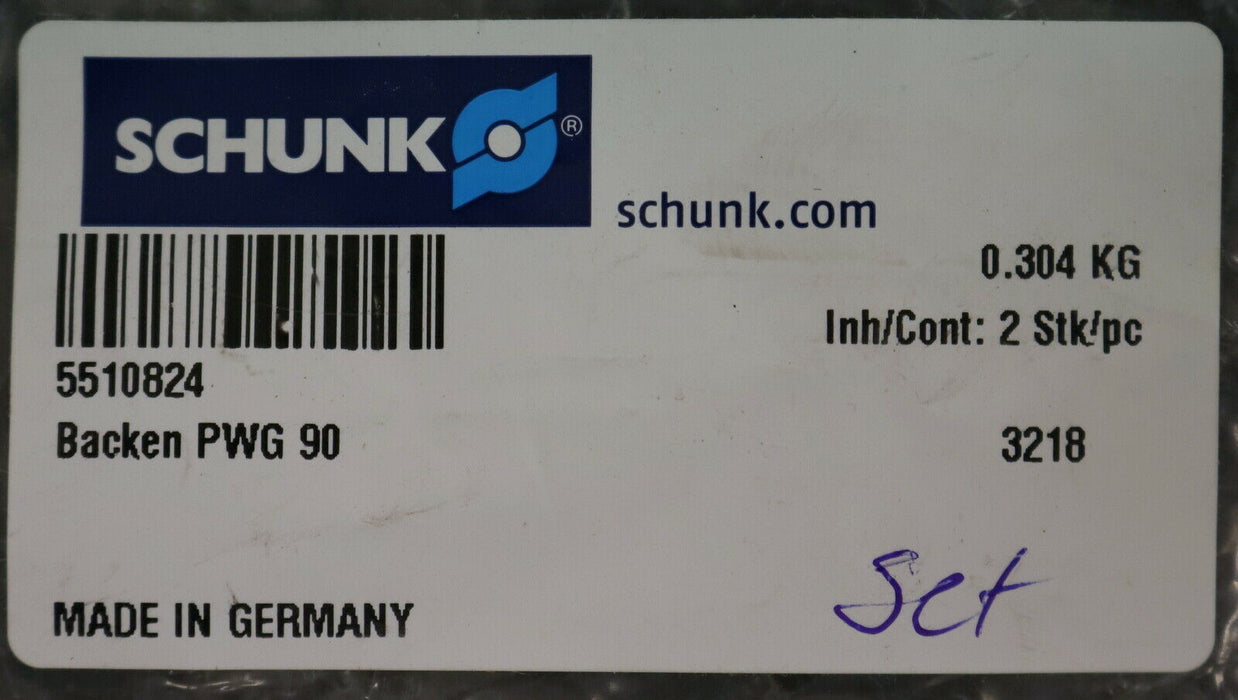 SCHUNK ®
schunk.com
0.304 KG
Inh/Cont: 2 Stk/pc
5510824
Backen PWG 90
3218
Set
MADE IN GERMANY